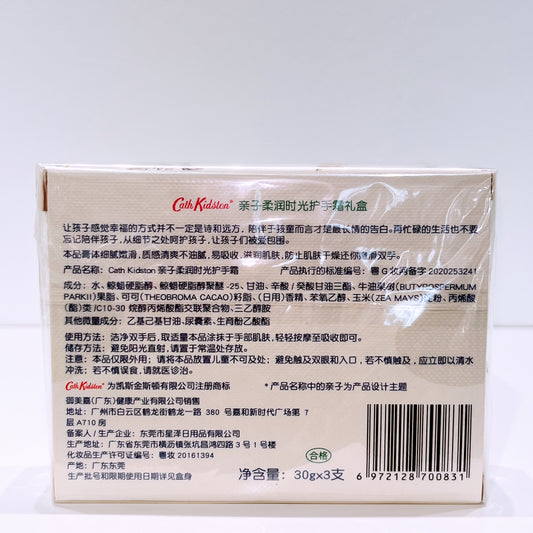 Cath Kidston® 亲子柔润时光护手霜礼盒
让孩子感觉幸福的方式并不一定是诗和远方，陪伴于孩童而言才是最长情的告白。再忙碌的生活也不要
忘记陪伴孩子，从细节之处呵护孩子，让孩子们被爱包围。
本品膏体细腻馆滑，质感清爽不油腻，易吸收，滋润肌肤，防止肌肤干燥还你嫩滑双手。
产品名称：Cath Kidston 亲子柔润时光护手霜 产品执行的标准编号：粤 G 妆网备字 2020253241
成分：水、鲸蜡硬脂醇、鲸蜡硬脂醇聚醚 -25、甘油、辛酸 / 癸酸甘油三酯、牛油果树(BUTYROSPERMUM
PARKII)果脂、可可(THEOBROMA CACAO)籽脂、(日用)香精、苯氧乙醇、玉米(ZEA MAYS)淀粉、丙烯酸
(酯)类 /C10-30 烷醇丙烯酸酯交联聚合物、三乙醇胺
其他微量成分：乙基己基甘油、尿囊素、生育酚乙酸酯
使用方法：洁净双手后，取适量本品涂抹于手部肌肤，轻轻按摩至吸收即可。
储存方法：避免阳光直射，请置于常温处存放。
注意：本品仅限外用；请将本品放置儿童不可及处；避免触及双眼和入口，若不慎触及，应立即以清水
冲洗。若不慎误食，请就医诊治。
Cath Kidston® 为凯斯金斯顿有限公司注册商标 * 产品名称中的亲子为产品设计主题
御美嘉(广东)健康产业有限公司销售
地址：广州市白云区鹤龙街鹤龙一路 380 号嘉和新时代广场第 7
层 A710 房
备案人 / 生产企业：东莞市星泽日用品有限公司
生产地址：广东省东莞市横沥镇张坑昌湾四路 3 号 1 号楼
化妆品生产许可证编号：粤妆 20161394
产地：广东东莞
生产批号和限期使用日期详见盒身
合格
净含量：30g×3支
6 972128 700831